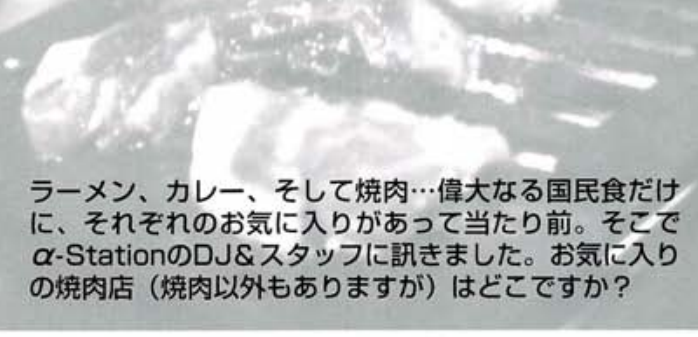 ラーメン、カレー、そして焼肉…偉大なる国民食だけ
に、それぞれのお気に入りがあって当たり前。そこで
α-StationのDJ&スタッフに訊きました。お気に入り
の焼肉店（焼肉以外もありますが）はどこですか？